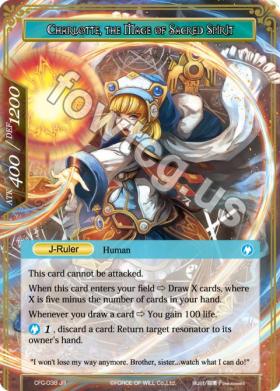 Charlotte, the Mage of Sacred Spirit
ATK 400 / DEF 1200
fowtcg.us
J-Ruler Human
This card cannot be attacked.
When this card enters your field ⇨ Draw X cards, where
X is five minus the number of cards in your hand.
Whenever you draw a card ⇨ You gain 100 life.
, discard a card: Return target resonator to its
owner's hand.
"I won't lose my way anymore. Brother, sister...watch what I can do!"
CFC-038 JR ©FORCE OF WILL Co.,Ltd. Illust/